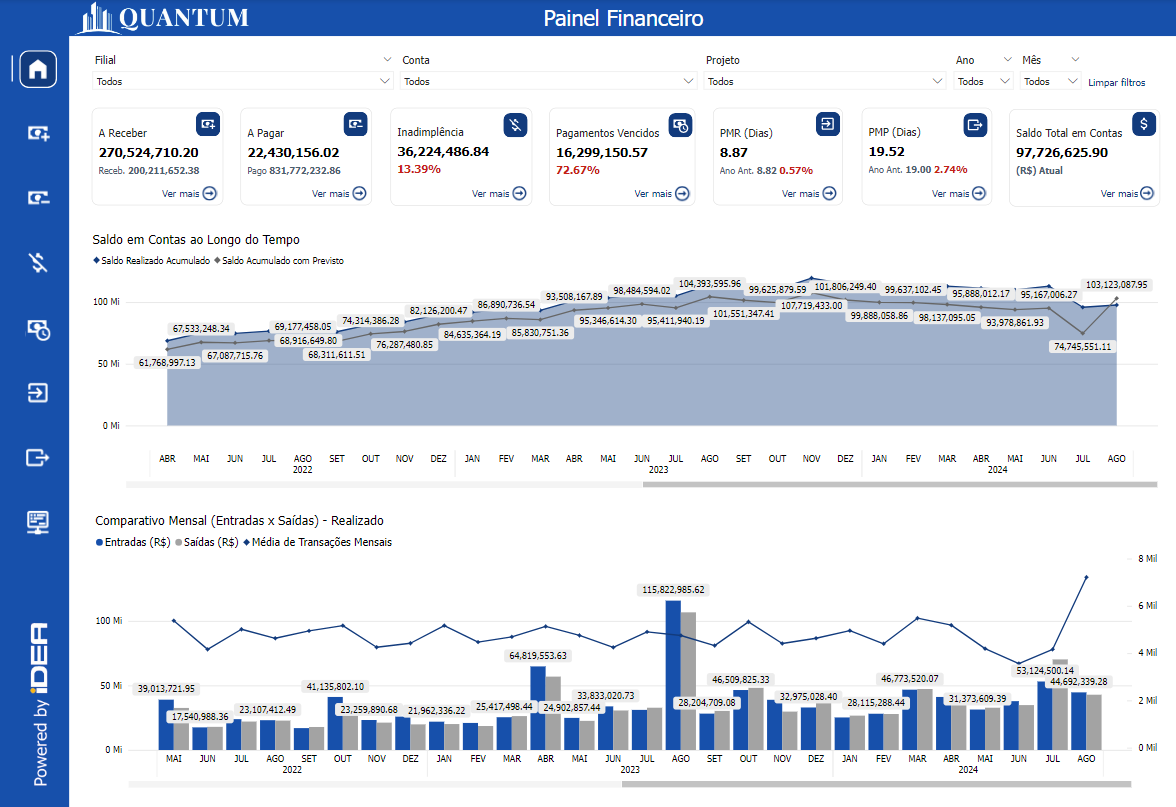 QUANTUM
Painel Financeiro
Filial
Conta
Projeto
Ano
Mês
Todos
Todos
Todos
Todos
Todos
Limpar filtros
A Receber
270,524,710.20
Receb. 200,211,652.38
Ver mais
A Pagar
22,430,156.02
Pago 831,772,232.86
Ver mais
Inadimplência
36,224,486.84
13.39%
Ver mais
Pagamentos Vencidos
16,299,150.57
72.67%
Ver mais
PMR (Dias)
8.87
Ano Ant. 8.82 0.57%
Ver mais
PMP (Dias)
19.52
Ano Ant. 19.00 2.74%
Ver mais
Saldo Total em Contas
97,726,625.90
(R$) Atual
Ver mais
Saldo em Contas ao Longo do Tempo
Saldo Realizado Acumulado Saldo Acumulado com Previsto
100 Mi
50 Mi
0 Mi
61,768,997.13
67,533,248.34
67,087,715.76
69,177,458.05
68,916,649.80
68,311,611.51
74,314,386.28
76,287,480.85
82,126,200.47
84,635,364.19
86,890,736.54
85,830,751.36
93,508,167.89
95,346,614.30
98,484,594.02
95,411,940.19
104,393,595.96
101,551,347.41
99,625,879.59
107,719,433.00
101,806,249.40
99,888,058.86
99,637,102.45
98,137,095.05
95,888,012.17
93,978,861.93
95,167,006.27
74,745,551.11
103,123,087.95
ABR MAI JUN JUL AGO SET OUT NOV DEZ JAN FEV MAR ABR MAI JUN JUL AGO SET OUT NOV DEZ JAN FEV MAR ABR MAI JUN JUL AGO
2022 2023 2024
Comparativo Mensal (Entradas x Saídas) - Realizado
Entradas (R$) Saídas (R$) Média de Transações Mensais
100 Mi
50 Mi
0 Mi
8 Mil
6 Mil
4 Mil
2 Mil
0 Mil
39,013,721.95
17,540,988.36
23,107,412.49
41,135,802.10
23,259,890.68
21,962,336.22
25,417,498.44
64,819,553.63
24,902,857.44
33,833,020.73
115,822,985.62
28,204,709.08
46,509,825.33
32,975,028.40
28,115,288.44
46,773,520.07
31,373,609.39
53,124,500.14
44,692,339.28
MAI JUN JUL AGO SET OUT NOV DEZ JAN FEV MAR ABR MAI JUN JUL AGO SET OUT NOV DEZ JAN FEV MAR ABR MAI JUN JUL AGO
2022 2023 2024
Powered by iDEA